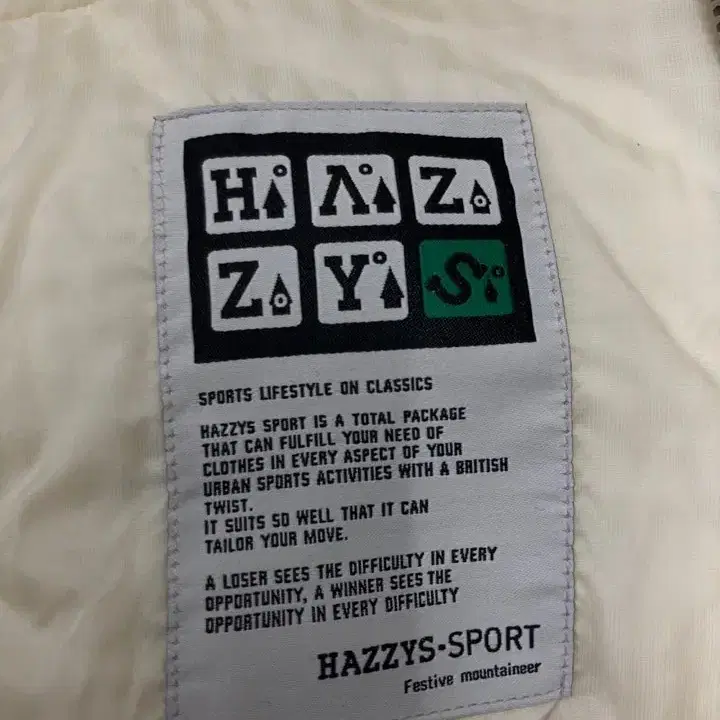 HAZ
ZYS
SPORTS LIFESTYLE ON CLASSICS
HAZZYS SPORT IS A TOTAL PACKAGE
THAT CAN FULFILL YOUR NEED OF
CLOTHES IN EVERY ASPECT OF YOUR
URBAN SPORTS ACTIVITIES WITH A BRITISH
TWIST.
IT SUITS SO WELL THAT IT CAN
TAILOR YOUR MOVE.
A LOSER SEES THE DIFFICULTY IN EVERY
OPPORTUNITY, A WINNER SEES THE
OPPORTUNITY IN EVERY DIFFICULTY
HAZZYS-SPORT
Festive mountaineer